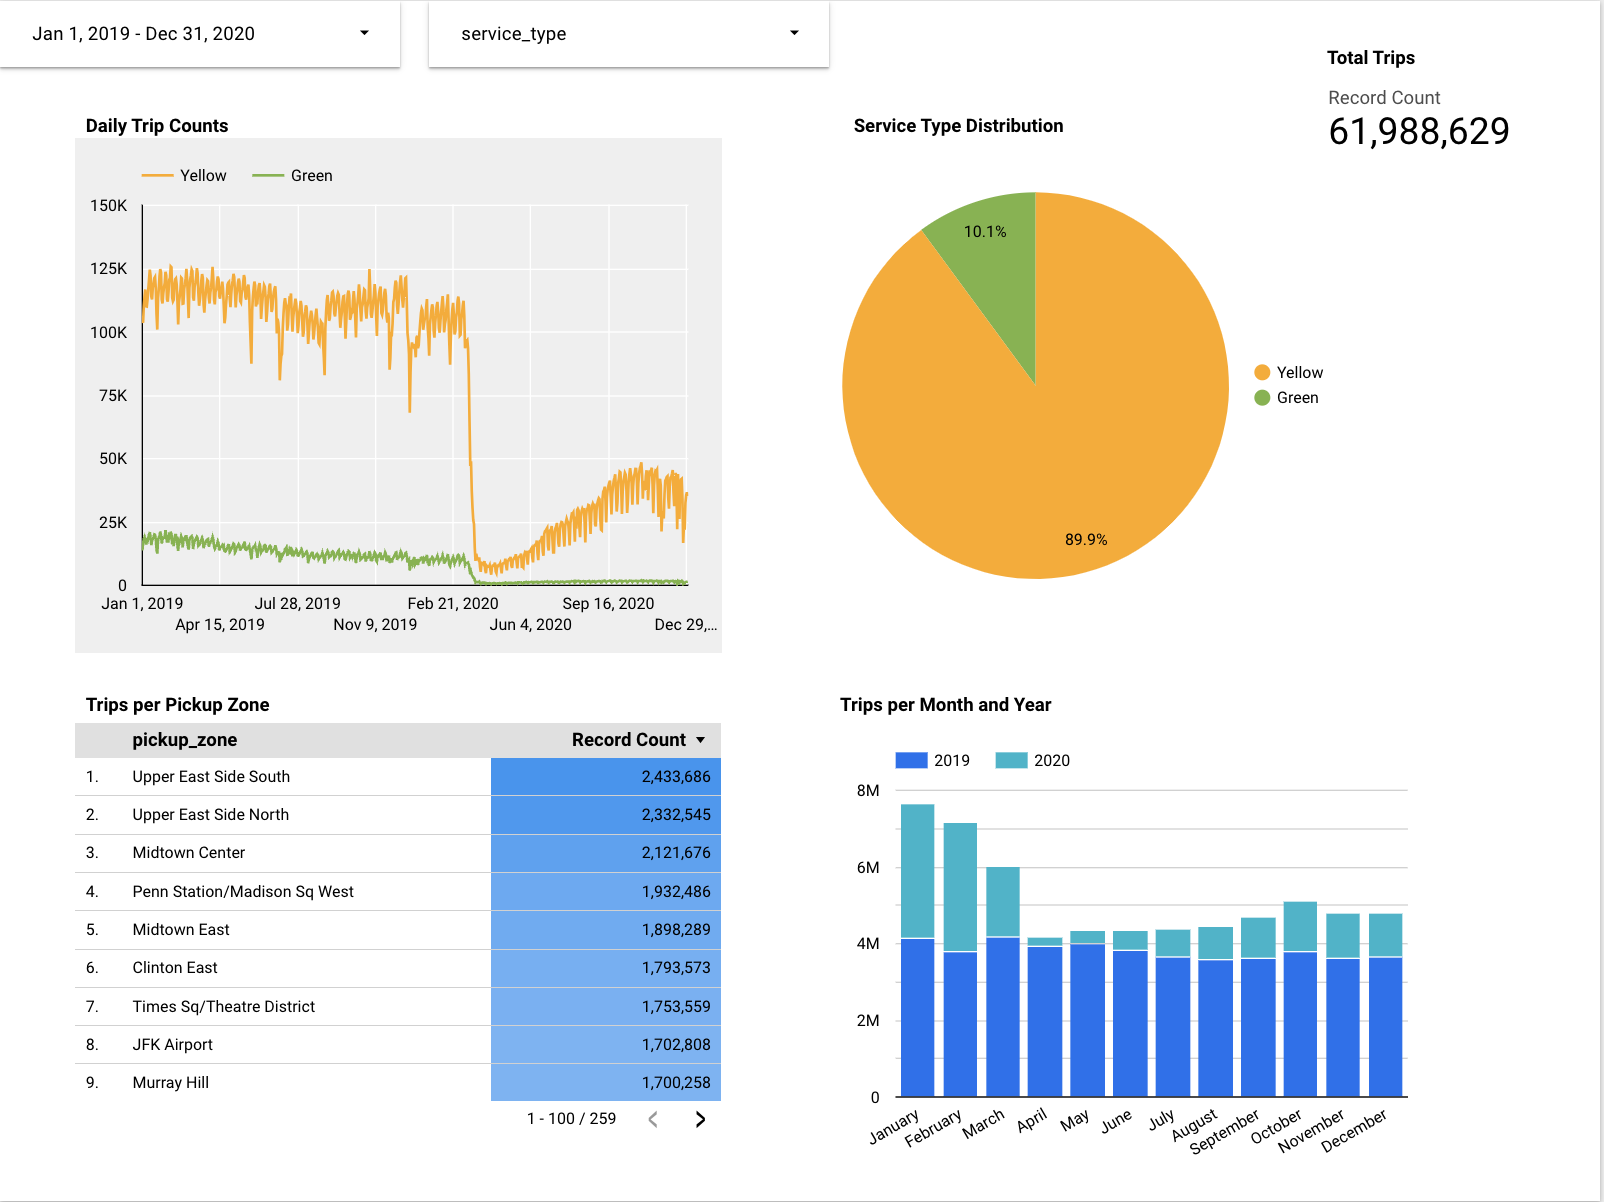 Jan 1, 2019 - Dec 31, 2020
service_type
Total Trips
Record Count
61,988,629
Daily Trip Counts
Yellow Green
150K
125K
100K
75K
50K
25K
0
Jan 1, 2019 Jul 28, 2019 Feb 21, 2020 Sep 16, 2020
Apr 15, 2019 Nov 9, 2019 Jun 4, 2020 Dec 29,...
Service Type Distribution
10.1%
89.9%
Yellow
Green
Trips per Pickup Zone
pickup_zone Record Count
1. Upper East Side South 2,433,686
2. Upper East Side North 2,332,545
3. Midtown Center 2,121,676
4. Penn Station/Madison Sq West 1,932,486
5. Midtown East 1,898,289
6. Clinton East 1,793,573
7. Times Sq/Theatre District 1,753,559
8. JFK Airport 1,702,808
9. Murray Hill 1,700,258
1 - 100 / 259
Trips per Month and Year
2019 2020
8M
6M
4M
2M
0
January February March April May June July August September October November December